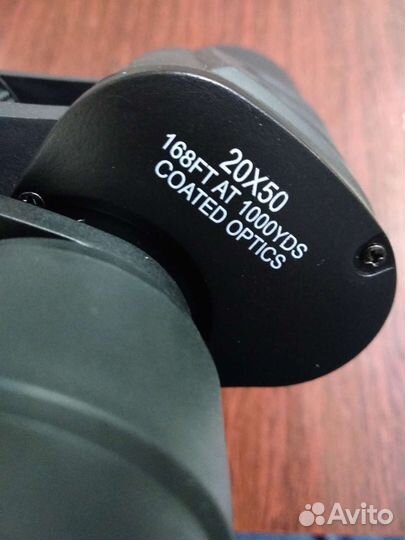 20X50
168FT AT 1000YDS
COATED OPTICS
Avito